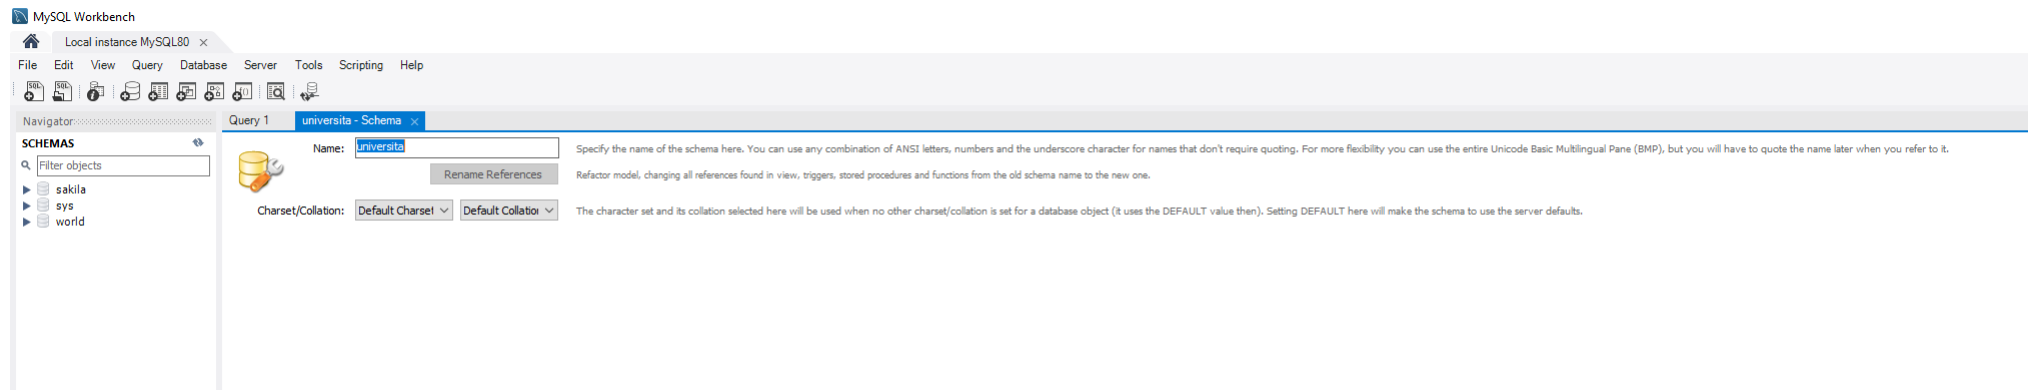 MySQL Workbench
Local instance MySQL80
File Edit View Query Database Server Tools Scripting Help
Navigator
Query 1
universita - Schema
SCHEMAS
Filter objects
sakila
sys
world
Name: universita
Specify the name of the schema here. You can use any combination of ANSI letters, numbers and the underscore character for names that don't require quoting. For more flexibility you can use the entire Unicode Basic Multilingual Pane (BMP), but you will have to quote the name later when you refer to it.
Rename References
Refactor model, changing all references found in view, triggers, stored procedures and functions from the old schema name to the new one.
Charset/Collation: Default Charset Default Collation
The character set and its collation selected here will be used when no other charset/collation is set for a database object (it uses the DEFAULT value then). Setting DEFAULT here will make the schema to use the server defaults.